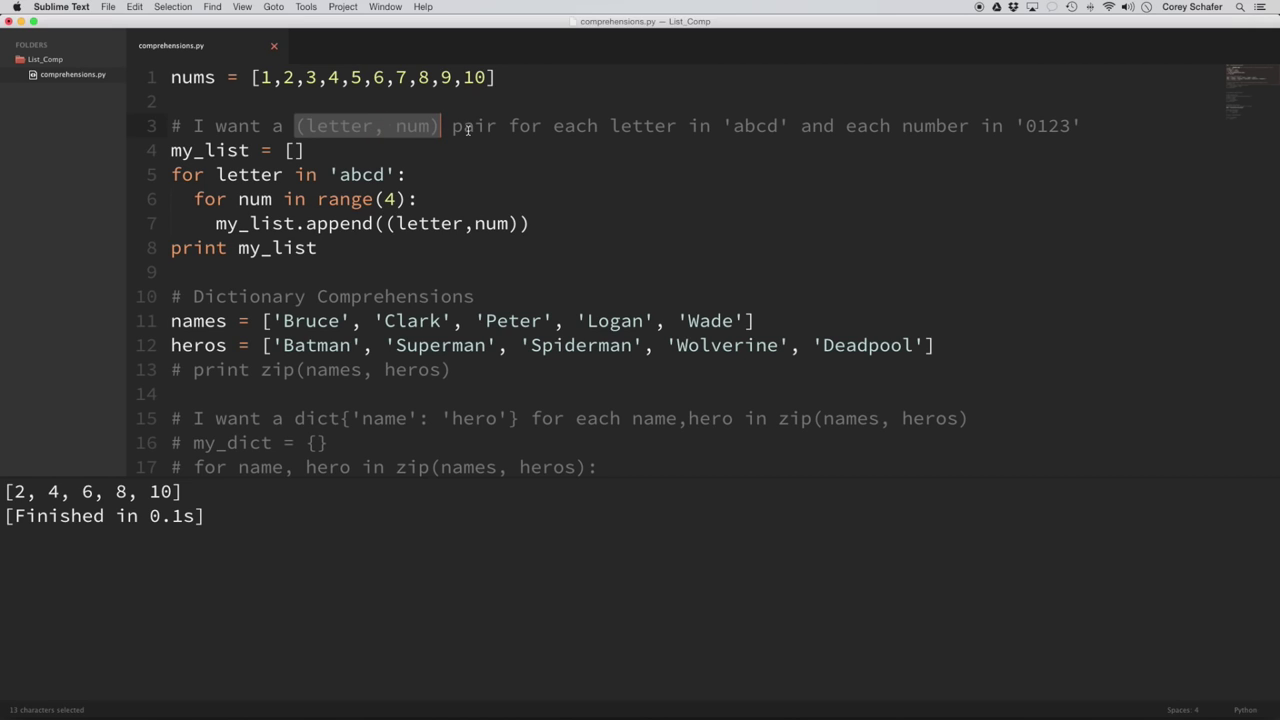 Sublime Text File Edit Selection Find View Goto Tools Project Window Help Corey Schafer
comprehensions.py — List_Comp
FOLDERS
List_Comp
comprehensions.py
comprehensions.py
1 nums = [1,2,3,4,5,6,7,8,9,10]
2
3 # I want a (letter, num) pair for each letter in 'abcd' and each number in '0123'
4 my_list = []
5 for letter in 'abcd':
6 for num in range(4):
7 my_list.append((letter,num))
8 print my_list
9
10 # Dictionary Comprehensions
11 names = ['Bruce', 'Clark', 'Peter', 'Logan', 'Wade']
12 heros = ['Batman', 'Superman', 'Spiderman', 'Wolverine', 'Deadpool']
13 # print zip(names, heros)
14
15 # I want a dict{'name': 'hero'} for each name,hero in zip(names, heros)
16 # my_dict = {}
17 # for name, hero in zip(names, heros):
[2, 4, 6, 8, 10]
[Finished in 0.1s]
13 characters selected Spaces: 4 Python